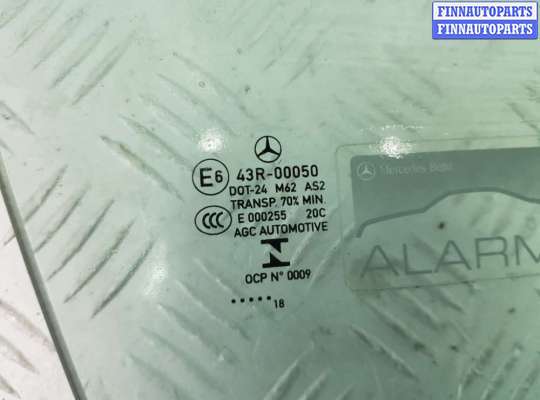 FINNAUTOPARTS
FINNAUTOPARTS
E6 43R-00050
DOT-24 M62 AS2
TRANSP. 70% MIN.
CCC E 000255 20C
AGC AUTOMOTIVE
OCP N° 0009
..... 18
Mercedes-Benz
ALARM